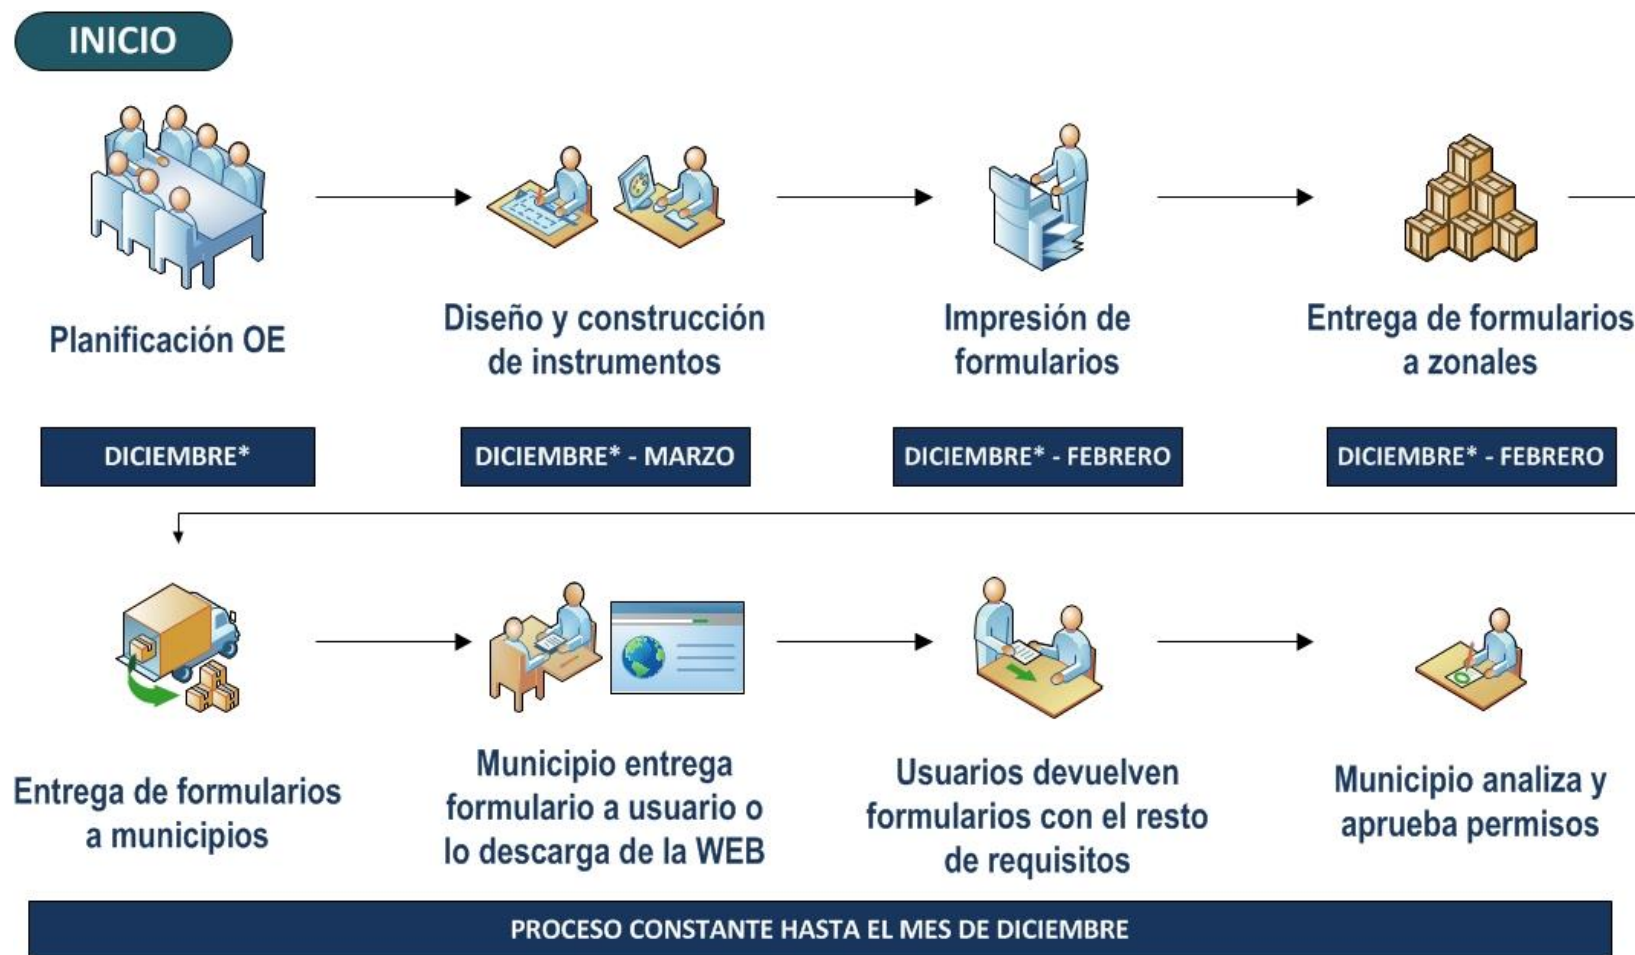 INICIO
Planificación OE
Diseño y construcción
de instrumentos
Impresión de
formularios
Entrega de formularios
a zonales
DICIEMBRE*
DICIEMBRE* - MARZO
DICIEMBRE* - FEBRERO
DICIEMBRE* - FEBRERO
Entrega de formularios
a municipios
Municipio entrega
formulario a usuario o
lo descarga de la WEB
Usuarios devuelven
formularios con el resto
de requisitos
Municipio analiza y
aprueba permisos
PROCESO CONSTANTE HASTA EL MES DE DICIEMBRE